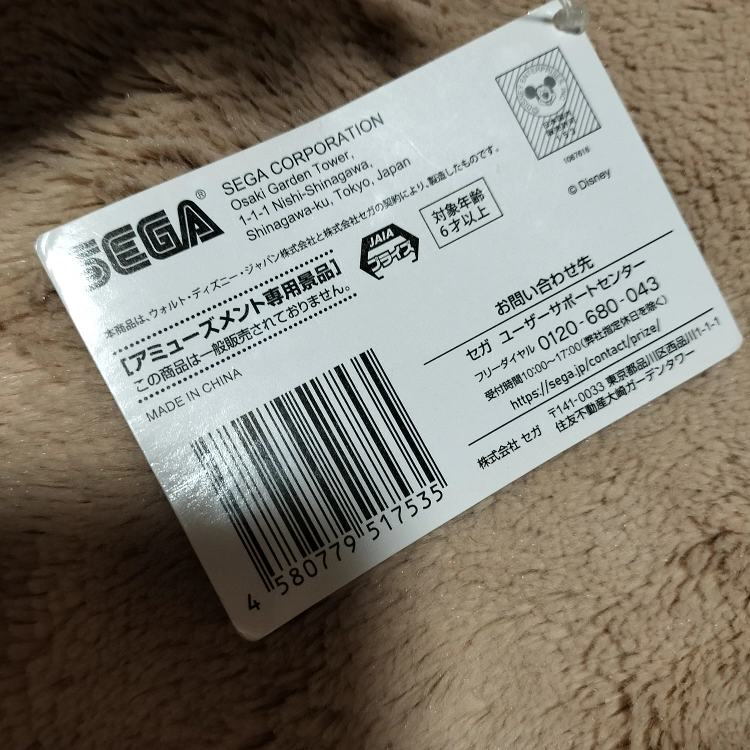 SEGA®
SEGA CORPORATION
Osaki Garden Tower,
1-1-1 Nishi-Shinagawa,
Shinagawa-ku, Tokyo, Japan
本商品は、ウォルト・ディズニー・ジャパン株式会社と株式会社セガの契約により、製造したものです。
[アミューズメント専用景品]
この商品は一般販売されておりません。
MADE IN CHINA
JAIA
プライズ
対象年齢
6才以上
1087616
© Disney
お問い合わせ先
セガ ユーザーサポートセンター
フリーダイヤル 0120-680-043
受付時間10:00~17:00(弊社指定休日を除く)
https://sega.jp/contact/prize/
株式会社 セガ 〒141-0033 東京都品川区西品川1-1-1
住友不動産大崎ガーデンタワー
4 580779 517535